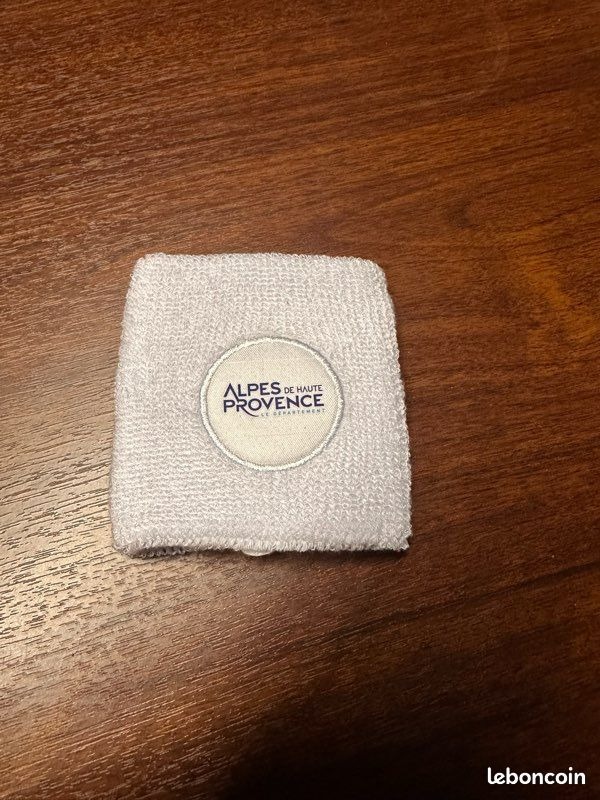 ALPES DE HAUTE
PROVENCE
LE DÉPARTEMENT
leboncoin